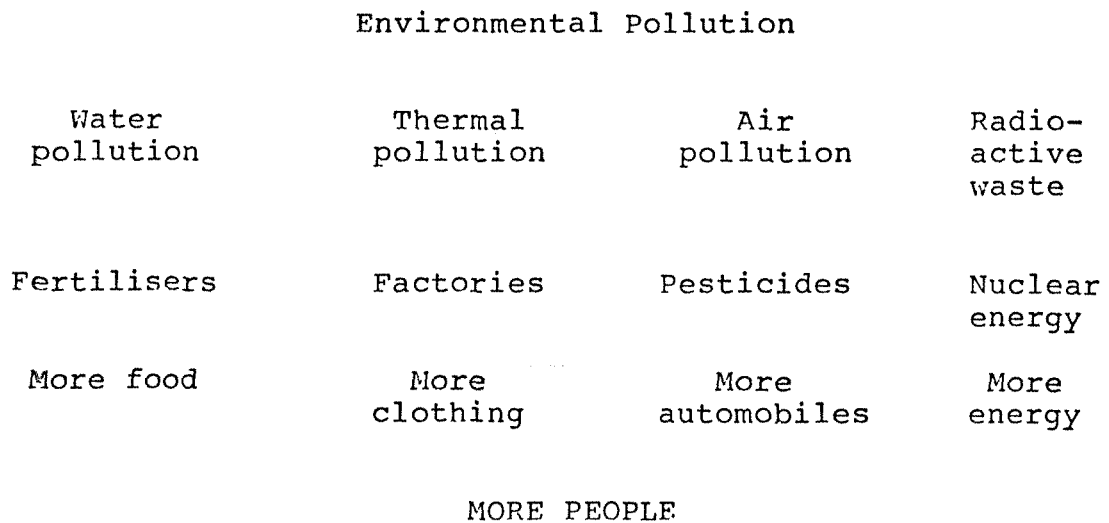 Environmental Pollution
Water Thermal Air Radio-
pollution pollution pollution active
waste
Fertilisers Factories Pesticides Nuclear
energy
More food More More More
clothing automobiles energy
MORE PEOPLE